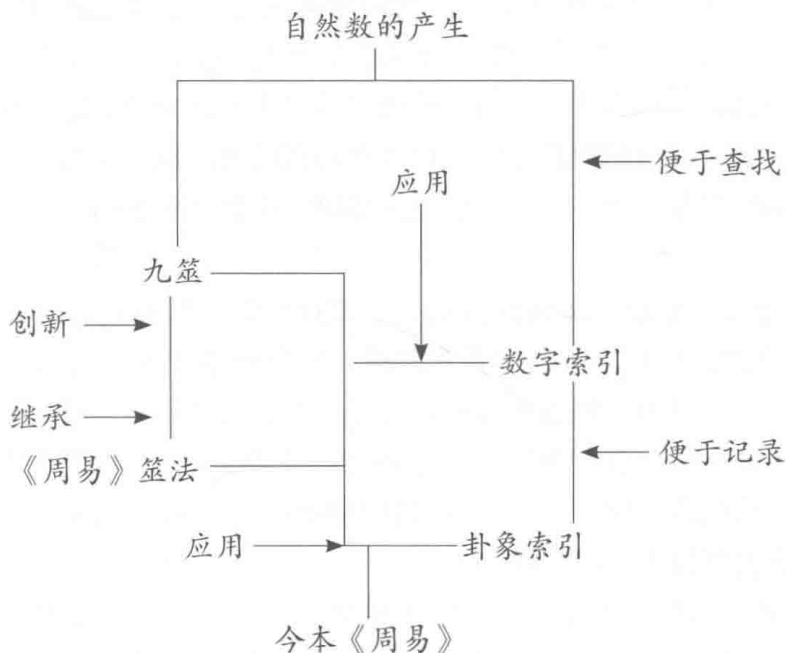 自然数的产生
便于查找
应用
九筮
创新
数字索引
继承
便于记录
《周易》筮法
应用
卦象索引
今本《周易》